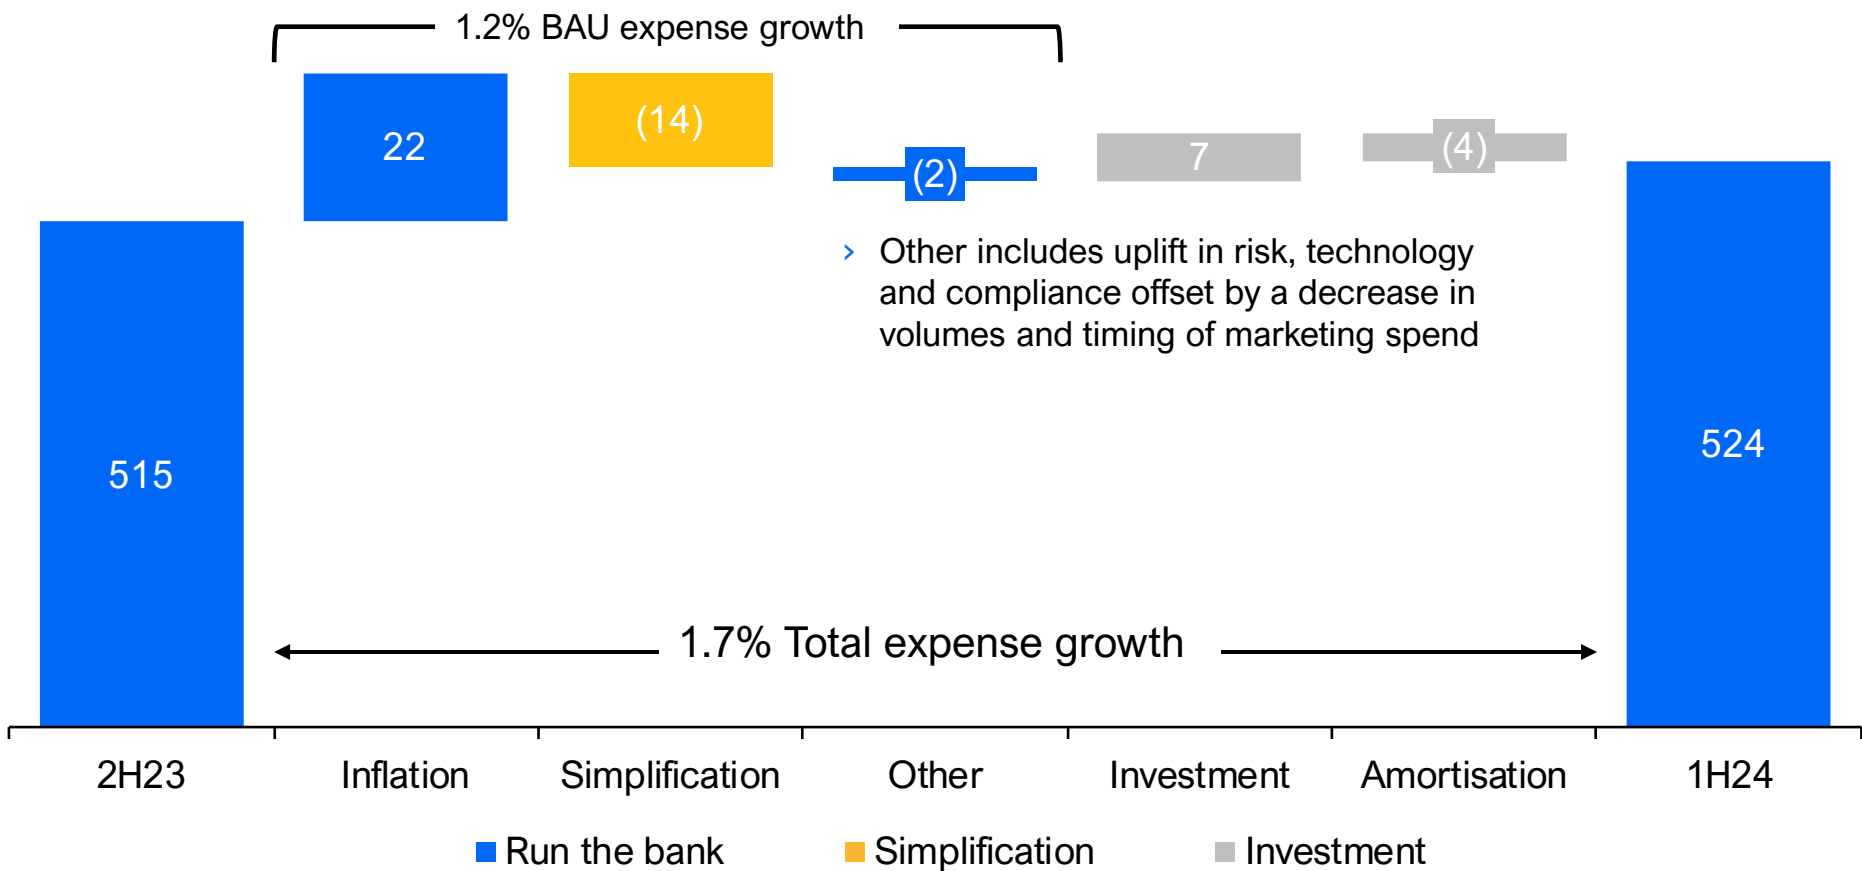 1.2% BAU expense growth
22
(14)
(2)
7
(4)
› Other includes uplift in risk, technology
and compliance offset by a decrease in
volumes and timing of marketing spend
515
524
1.7% Total expense growth
2H23
Inflation
Simplification
Other
Investment
Amortisation
1H24
Run the bank
Simplification
Investment